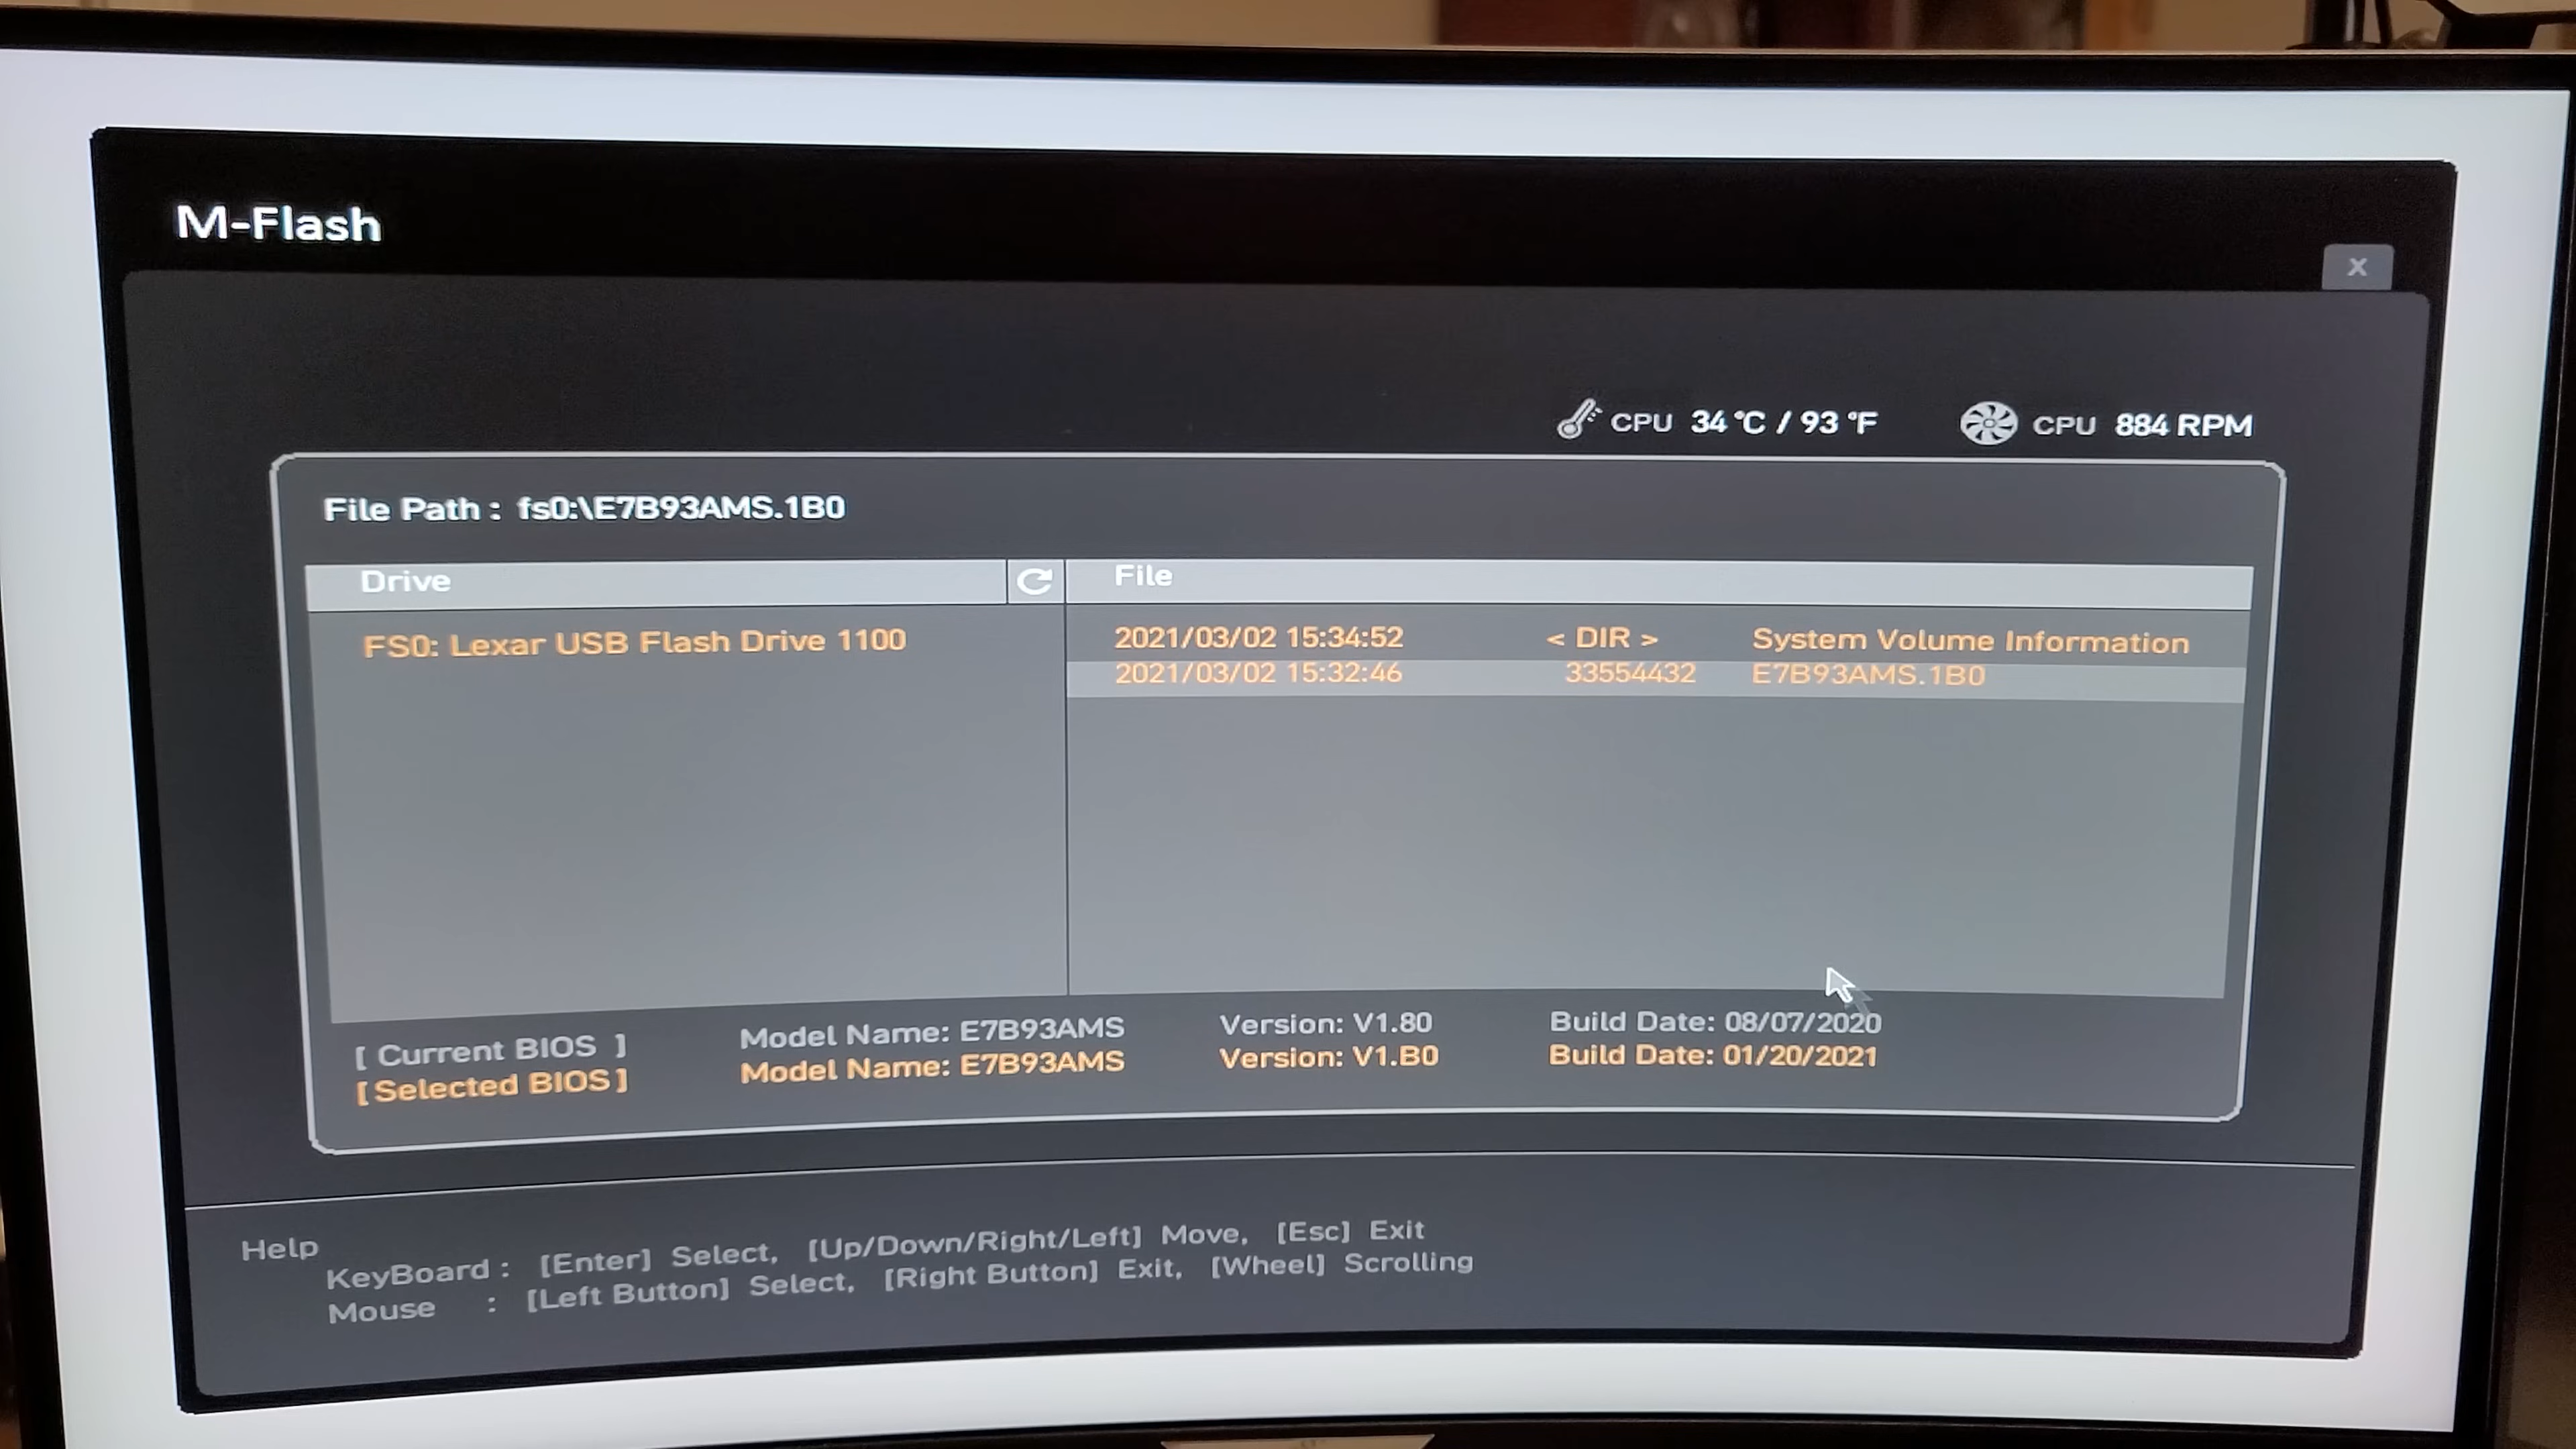 M-Flash
x
CPU 34 °C / 93 °F CPU 884 RPM
File Path : fs0:\E7B93AMS.1B0
Drive File
FS0: Lexar USB Flash Drive 1100
2021/03/02 15:34:52 < DIR > System Volume Information
2021/03/02 15:32:46 33554432 E7B93AMS.1B0
[ Current BIOS ] Model Name: E7B93AMS Version: V1.80 Build Date: 08/07/2020
[ Selected BIOS ] Model Name: E7B93AMS Version: V1.B0 Build Date: 01/20/2021
Help
KeyBoard : [Enter] Select, [Up/Down/Right/Left] Move, [Esc] Exit
Mouse : [Left Button] Select, [Right Button] Exit, [Wheel] Scrolling